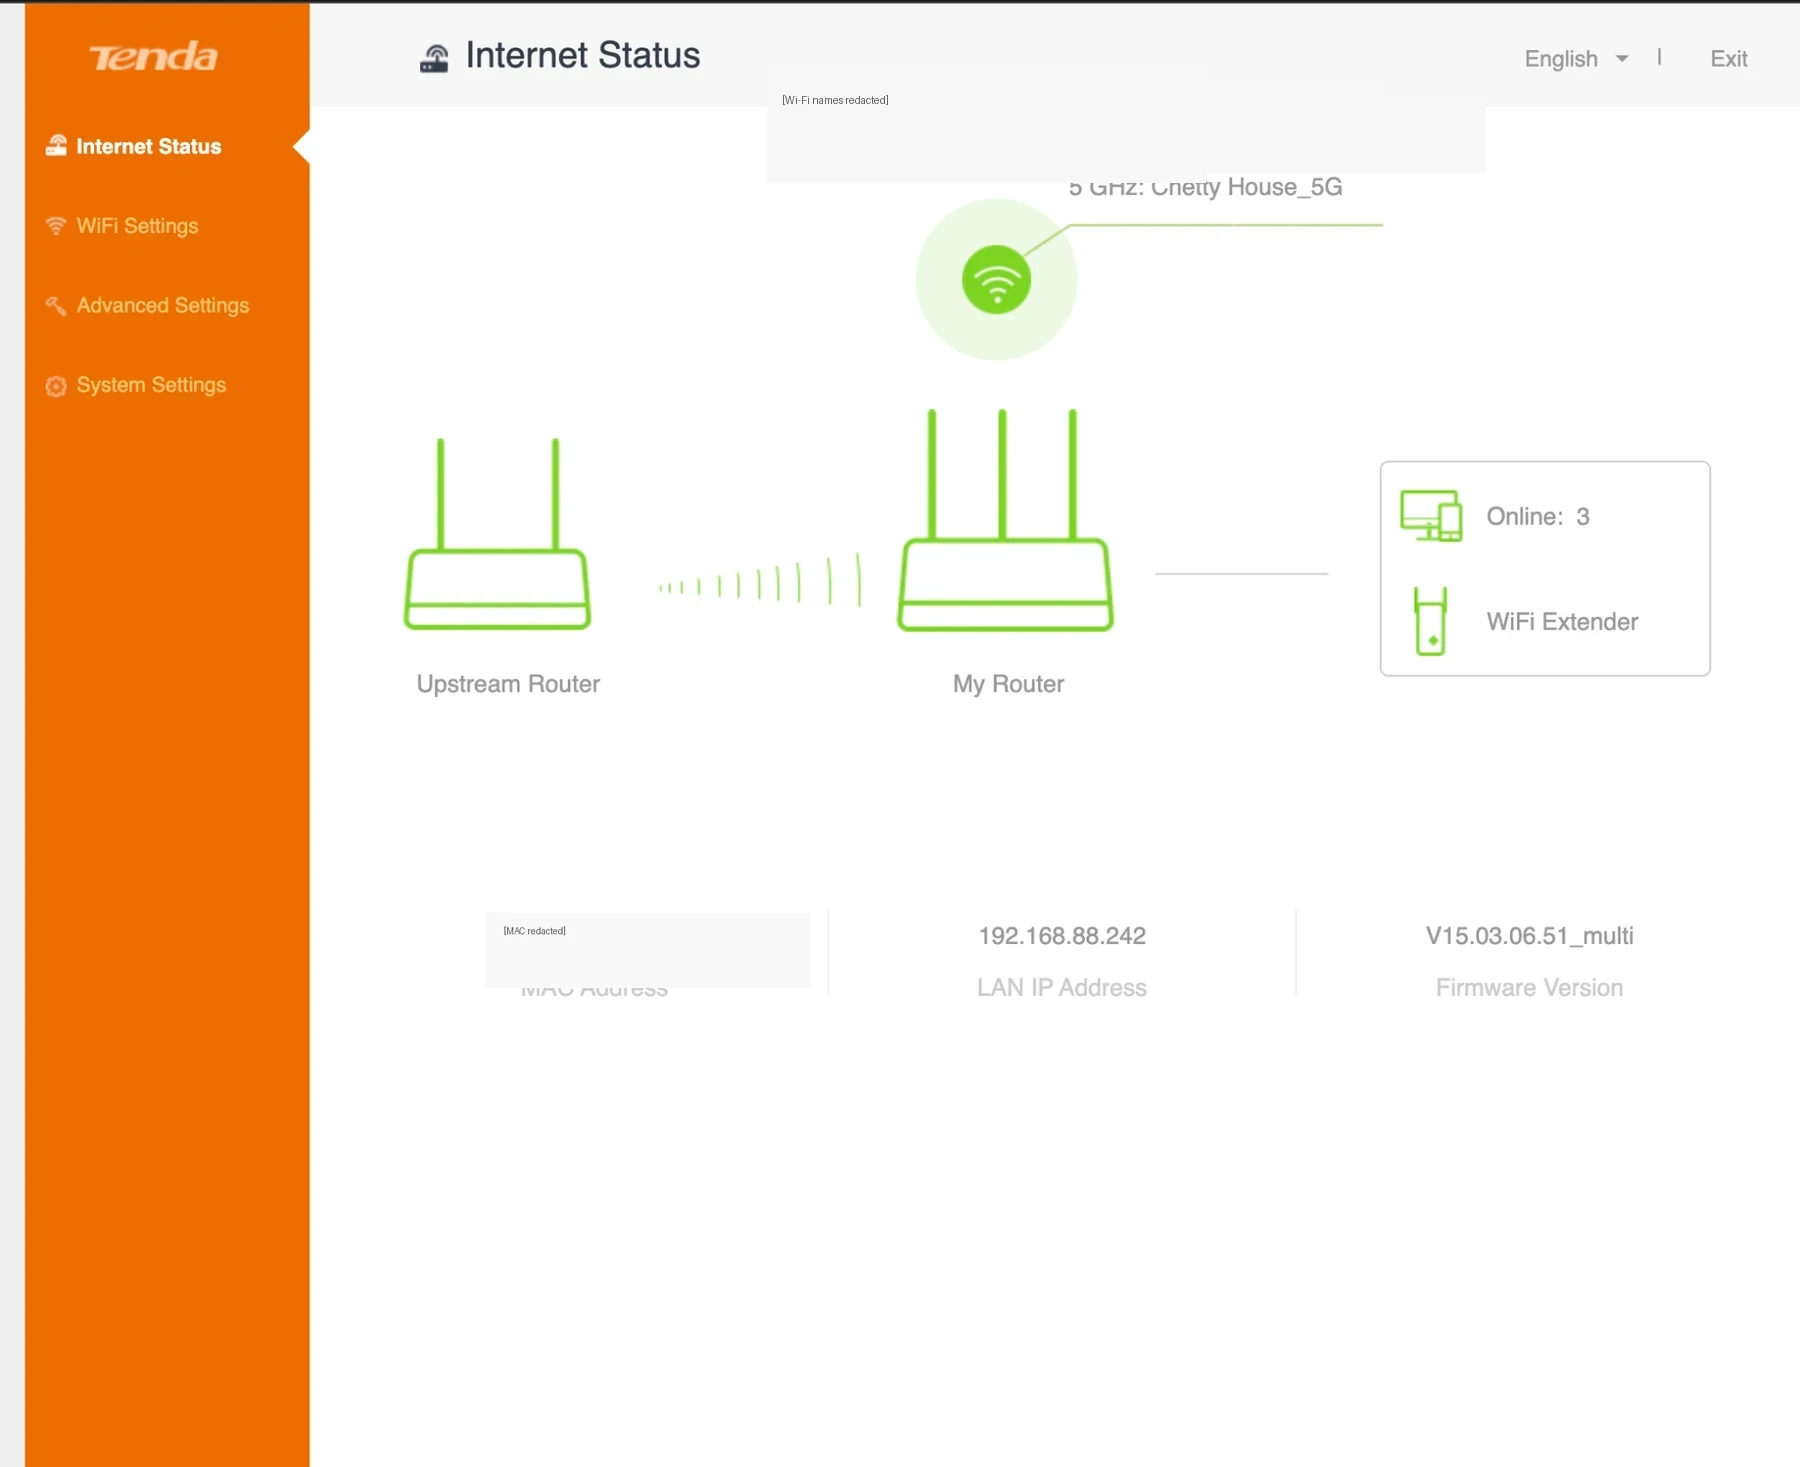 Tenda
Internet Status
English
Exit
[Wi-Fi names redacted]
Internet Status
WiFi Settings
Advanced Settings
System Settings
5 GHz: Chetty House_5G
Online: 3
WiFi Extender
Upstream Router
My Router
[MAC redacted]
MAC Address
192.168.88.242
LAN IP Address
V15.03.06.51_multi
Firmware Version